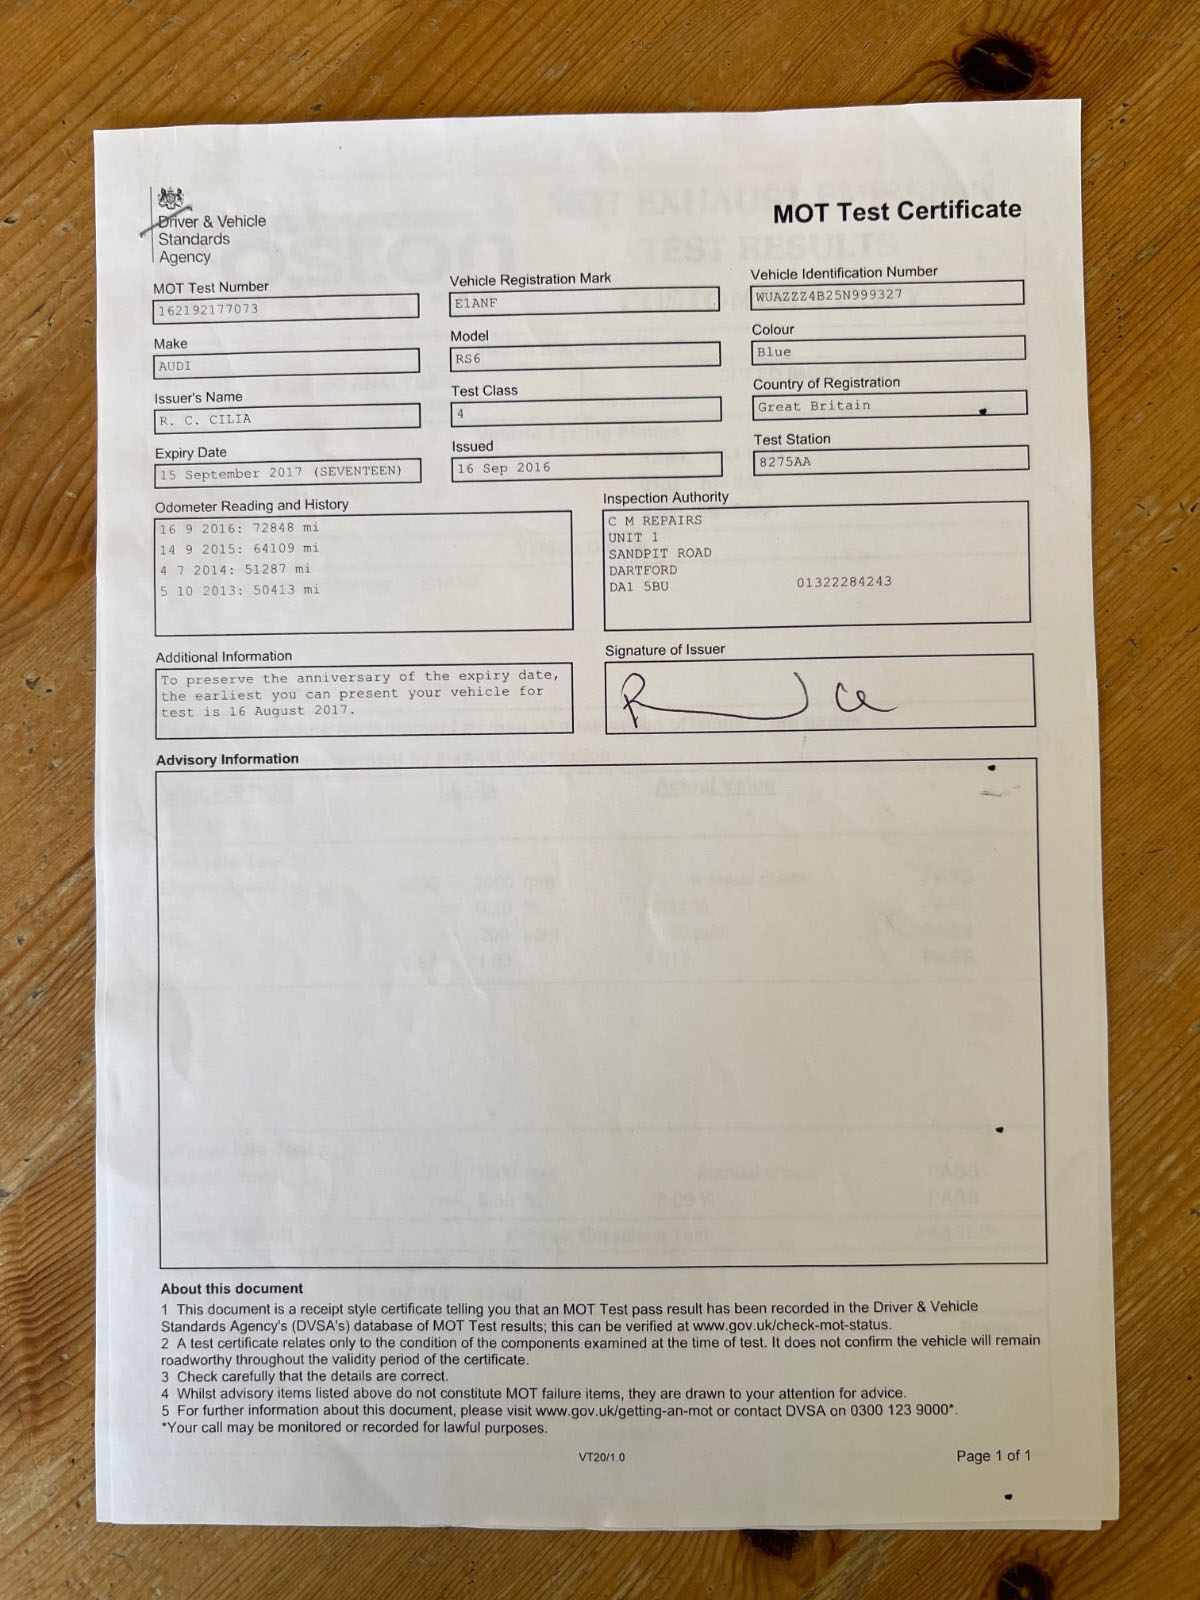 Driver & Vehicle
Standards
Agency
MOT Test Certificate
MOT Test Number
162192177073
Vehicle Registration Mark
E1ANF
Vehicle Identification Number
WUAZZZ4B25N999327
Make
AUDI
Model
RS6
Colour
Blue
Issuer's Name
R. C. CILIA
Test Class
4
Country of Registration
Great Britain
Expiry Date
15 September 2017 (SEVENTEEN)
Issued
16 Sep 2016
Test Station
8275AA
Odometer Reading and History
16 9 2016: 72848 mi
14 9 2015: 64109 mi
4 7 2014: 51287 mi
5 10 2013: 50413 mi
Inspection Authority
C M REPAIRS
UNIT 1
SANDPIT ROAD
DARTFORD
DA1 5BU 01322284243
Additional Information
To preserve the anniversary of the expiry date,
the earliest you can present your vehicle for
test is 16 August 2017.
Signature of Issuer
Advisory Information
About this document
1 This document is a receipt style certificate telling you that an MOT Test pass result has been recorded in the Driver & Vehicle
Standards Agency's (DVSA's) database of MOT Test results; this can be verified at www.gov.uk/check-mot-status.
2 A test certificate relates only to the condition of the components examined at the time of test. It does not confirm the vehicle will remain
roadworthy throughout the validity period of the certificate.
3 Check carefully that the details are correct.
4 Whilst advisory items listed above do not constitute MOT failure items, they are drawn to your attention for advice.
5 For further information about this document, please visit www.gov.uk/getting-an-mot or contact DVSA on 0300 123 9000*.
*Your call may be monitored or recorded for lawful purposes.
VT20/1.0
Page 1 of 1